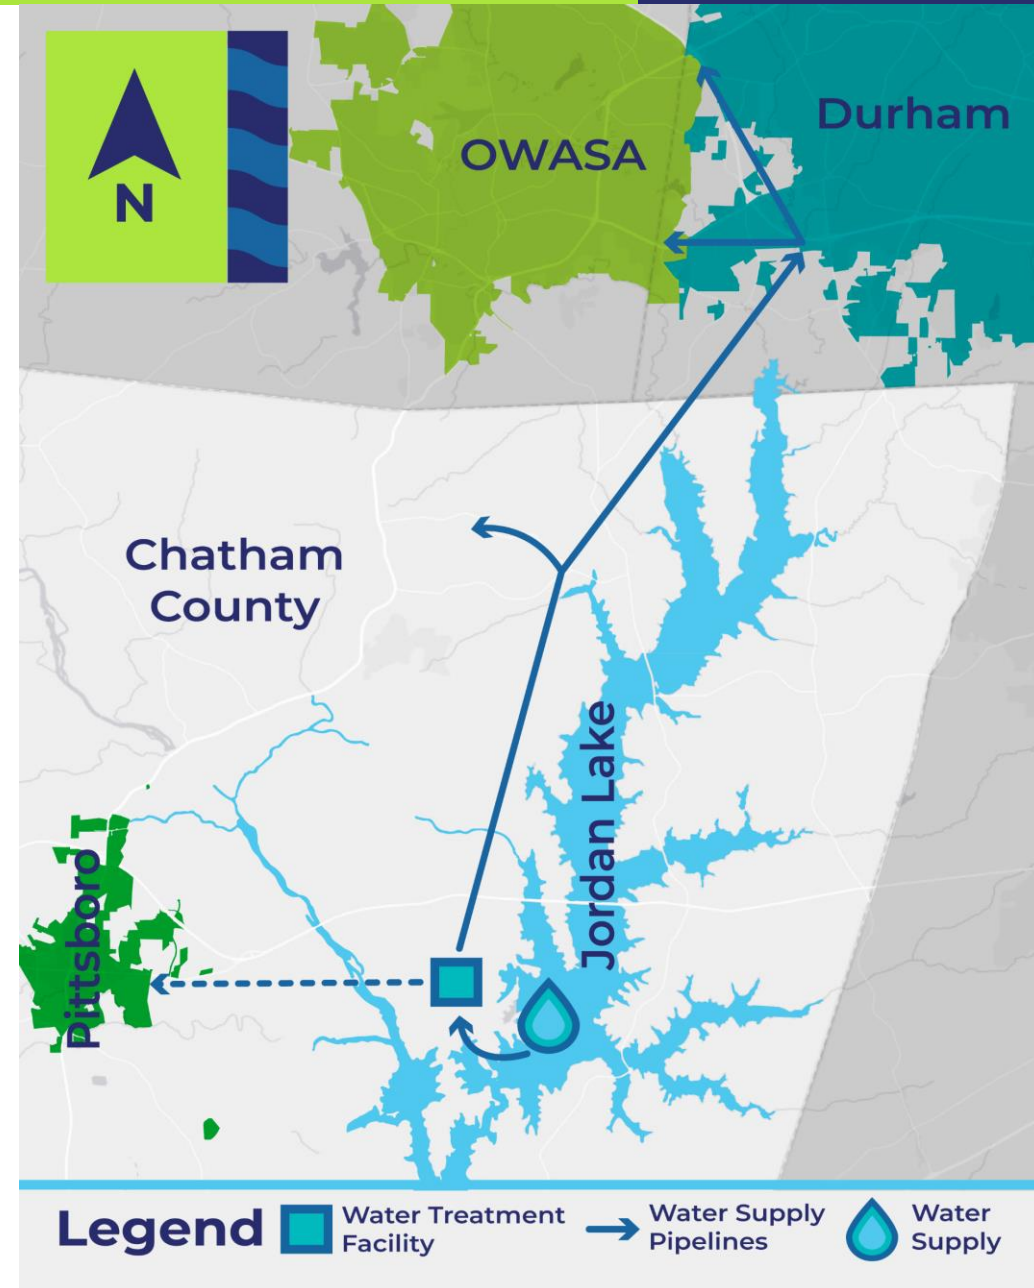 N
OWASA
Durham
Chatham
County
Jordan Lake
Pittsboro
Legend
Water Treatment
Facility
Water Supply
Pipelines
Water
Supply